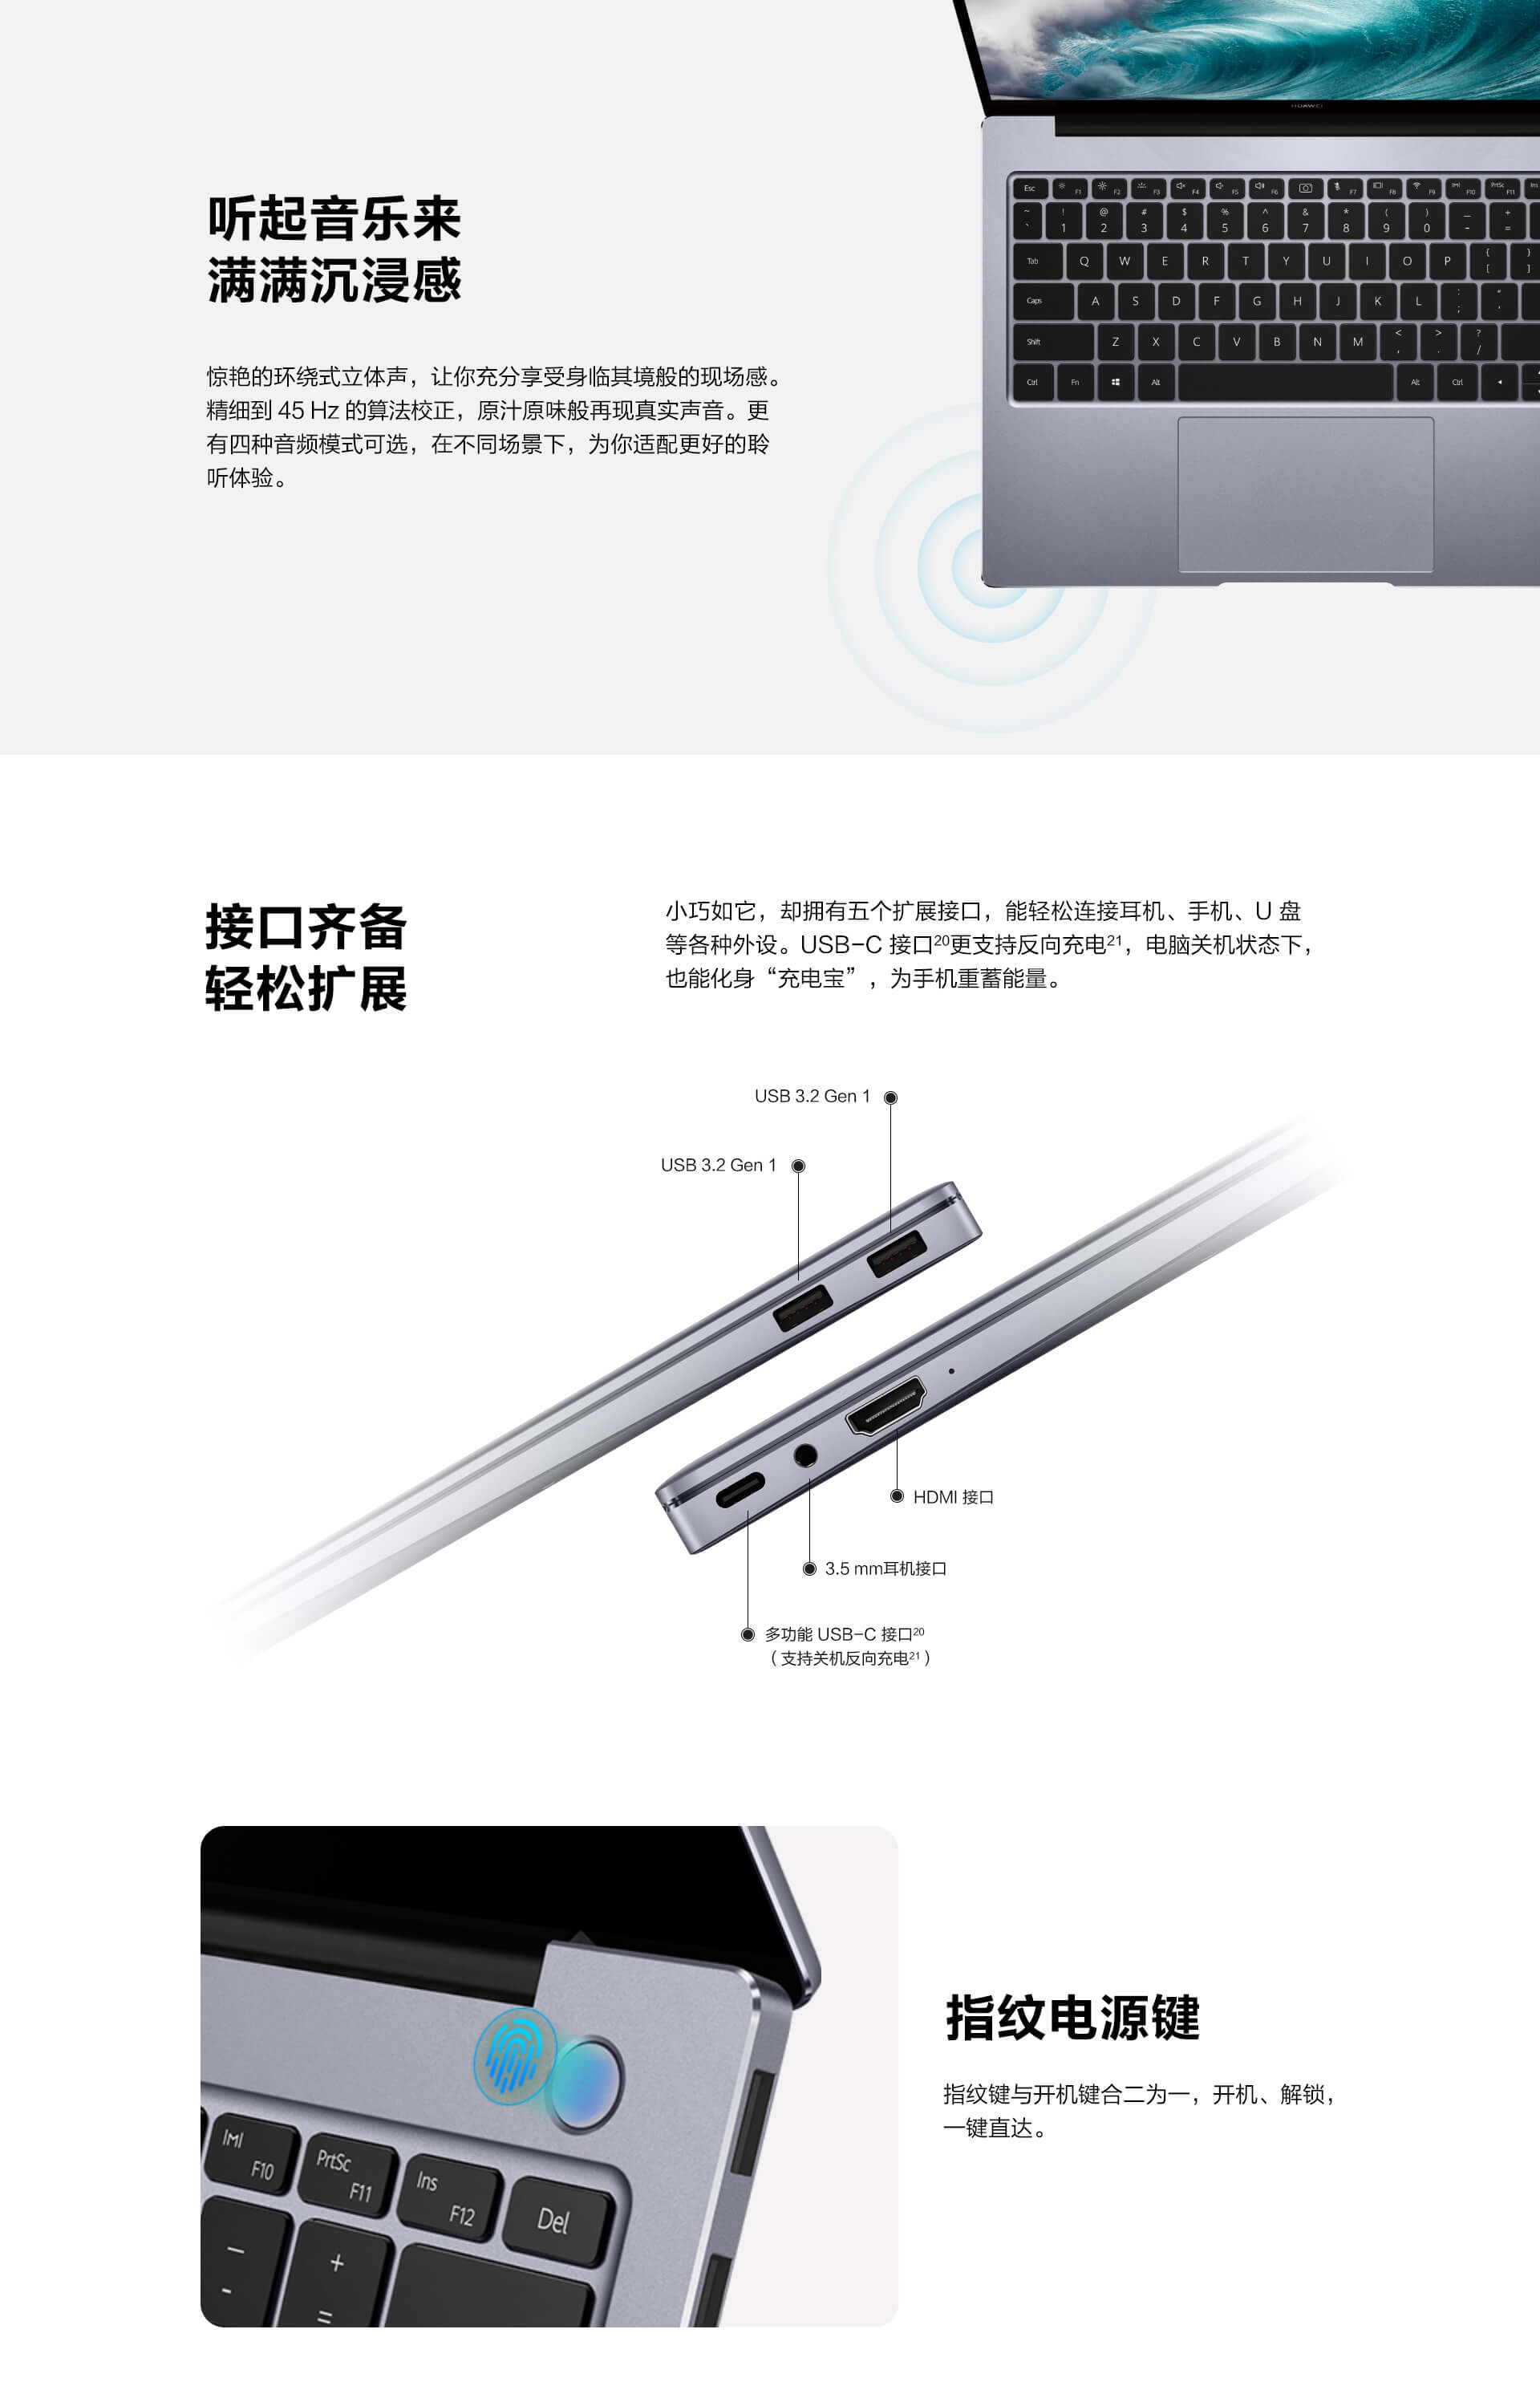 HUAWEI
听起音乐来
满满沉浸感
惊艳的环绕式立体声，让你充分享受身临其境般的现场感。
精细到 45 Hz 的算法校正，原汁原味般再现真实声音。更
有四种音频模式可选，在不同场景下，为你适配更好的聆
听体验。
Esc F1 F2 F3 F4 F5 F6 F7 F8 F9 F10 PrtSc F11 Ins
~ ! @ # $ % ^ & * ( ) — +
` 1 2 3 4 5 6 7 8 9 0 - =
Tab Q W E R T Y U I O P { [ } ]
Caps A S D F G H J K L : ; " '
Shift Z X C V B N M < , > . ? /
Ctrl Fn Alt Alt Ctrl
接口齐备
轻松扩展
小巧如它，却拥有五个扩展接口，能轻松连接耳机、手机、U 盘
等各种外设。USB-C 接口²⁰更支持反向充电²¹，电脑关机状态下，
也能化身“充电宝”，为手机重蓄能量。
USB 3.2 Gen 1
USB 3.2 Gen 1
HDMI 接口
3.5 mm耳机接口
多功能 USB-C 接口²⁰
（支持关机反向充电²¹）
指纹电源键
指纹键与开机键合二为一，开机、解锁，
一键直达。
F10 PrtSc F11 Ins F12 Del
— +
- =